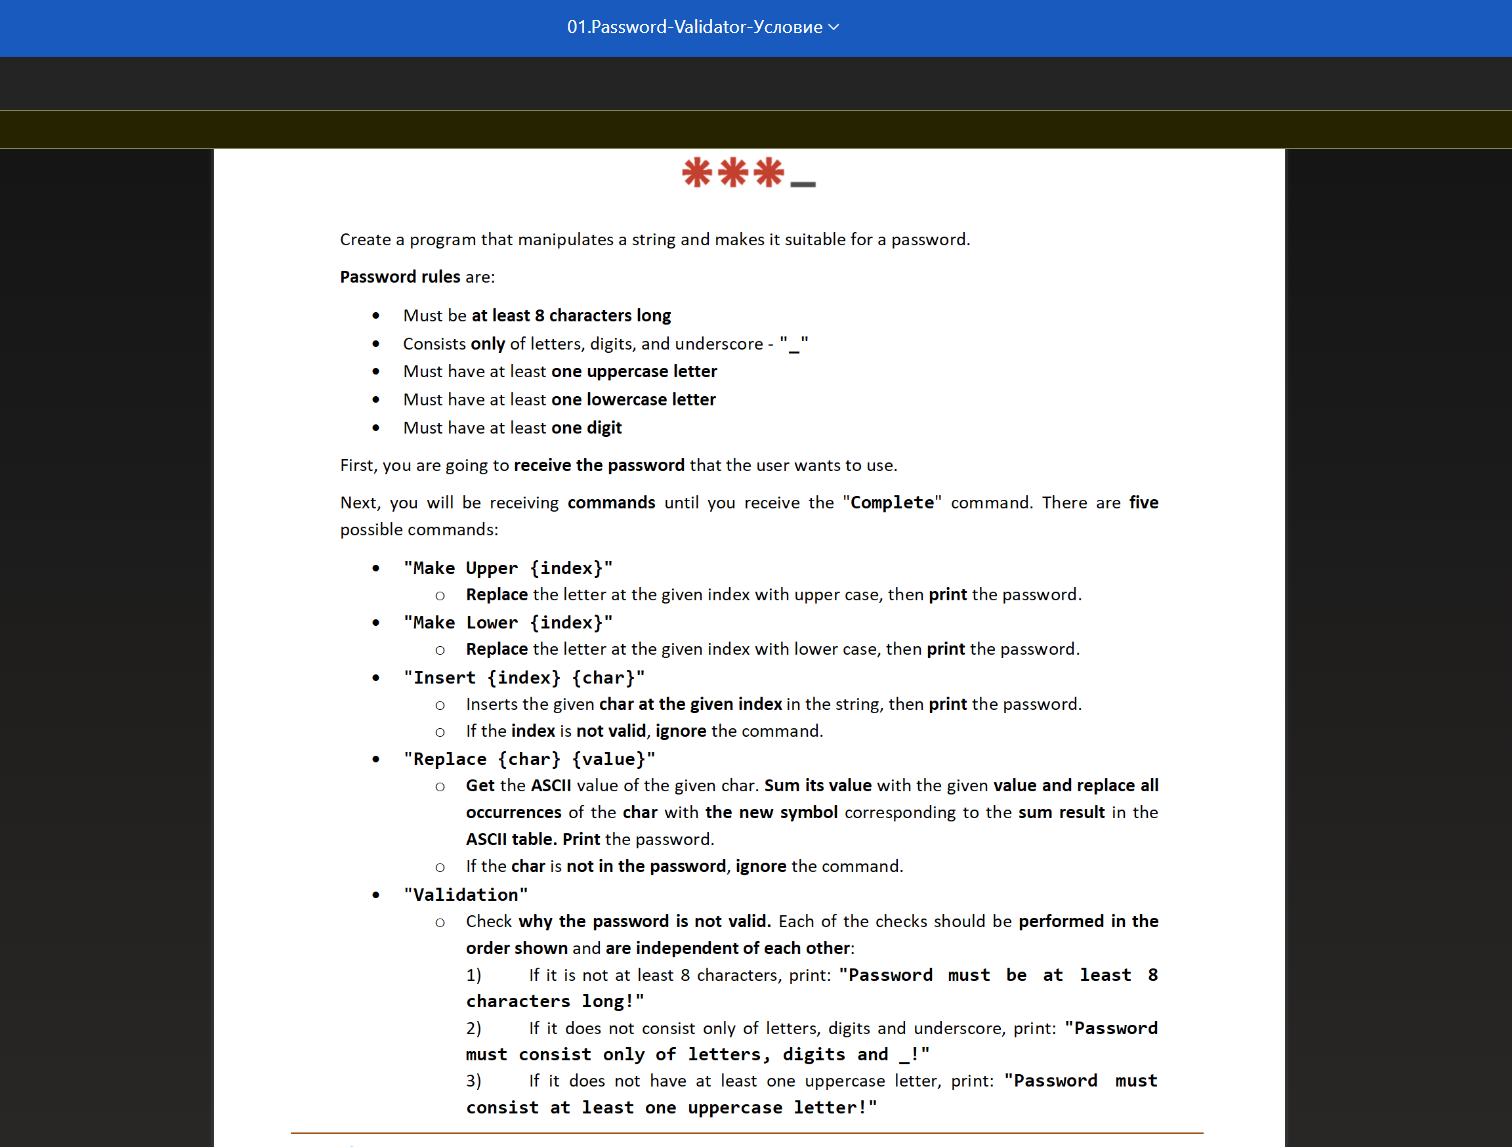 01.Password-Validator-Условие
***_
Create a program that manipulates a string and makes it suitable for a password.
Password rules are:
• Must be at least 8 characters long
• Consists only of letters, digits, and underscore - "_"
• Must have at least one uppercase letter
• Must have at least one lowercase letter
• Must have at least one digit
First, you are going to receive the password that the user wants to use.
Next, you will be receiving commands until you receive the "Complete" command. There are five
possible commands:
• "Make Upper {index}"
○ Replace the letter at the given index with upper case, then print the password.
• "Make Lower {index}"
○ Replace the letter at the given index with lower case, then print the password.
• "Insert {index} {char}"
○ Inserts the given char at the given index in the string, then print the password.
○ If the index is not valid, ignore the command.
• "Replace {char} {value}"
○ Get the ASCII value of the given char. Sum its value with the given value and replace all
occurrences of the char with the new symbol corresponding to the sum result in the
ASCII table. Print the password.
○ If the char is not in the password, ignore the command.
• "Validation"
○ Check why the password is not valid. Each of the checks should be performed in the
order shown and are independent of each other:
1) If it is not at least 8 characters, print: "Password must be at least 8
characters long!"
2) If it does not consist only of letters, digits and underscore, print: "Password
must consist only of letters, digits and _!"
3) If it does not have at least one uppercase letter, print: "Password must
consist at least one uppercase letter!"